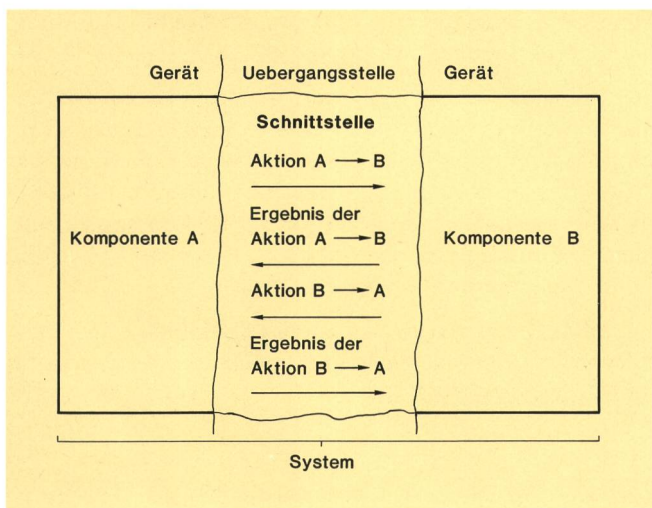 Gerät Uebergangsstelle Gerät
Schnittstelle
Aktion A → B
Ergebnis der
Komponente A Aktion A → B Komponente B
Aktion B → A
Ergebnis der
Aktion B → A
System